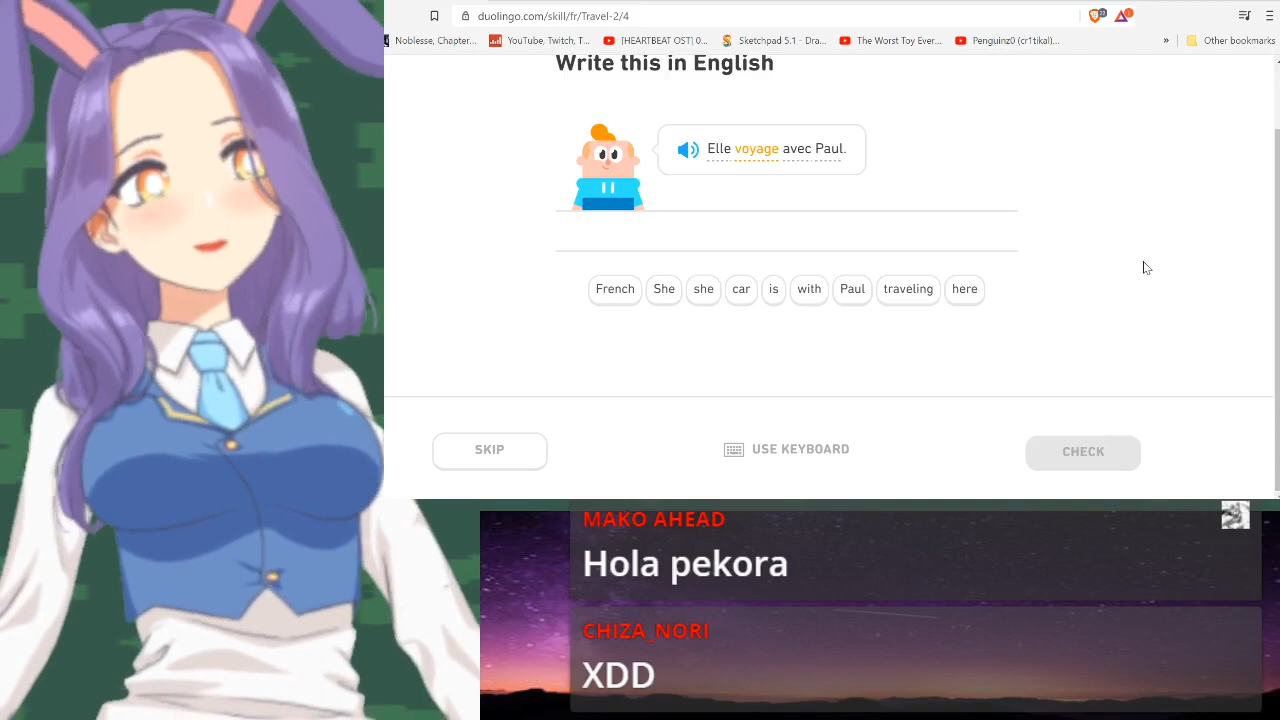 duolingo.com/skill/fr/Travel-2/4
Noblesse, Chapter... YouTube, Twitch, T... [HEARTBEAT OST] 0... Sketchpad 5.1 - Dra... The Worst Toy Ever... Penguinz0 (cr1tikal)... » Other bookmarks
Write this in English
Elle voyage avec Paul.
French She she car is with Paul traveling here
SKIP USE KEYBOARD CHECK
MAKO AHEAD
Hola pekora
CHIZA_NORI
XDD